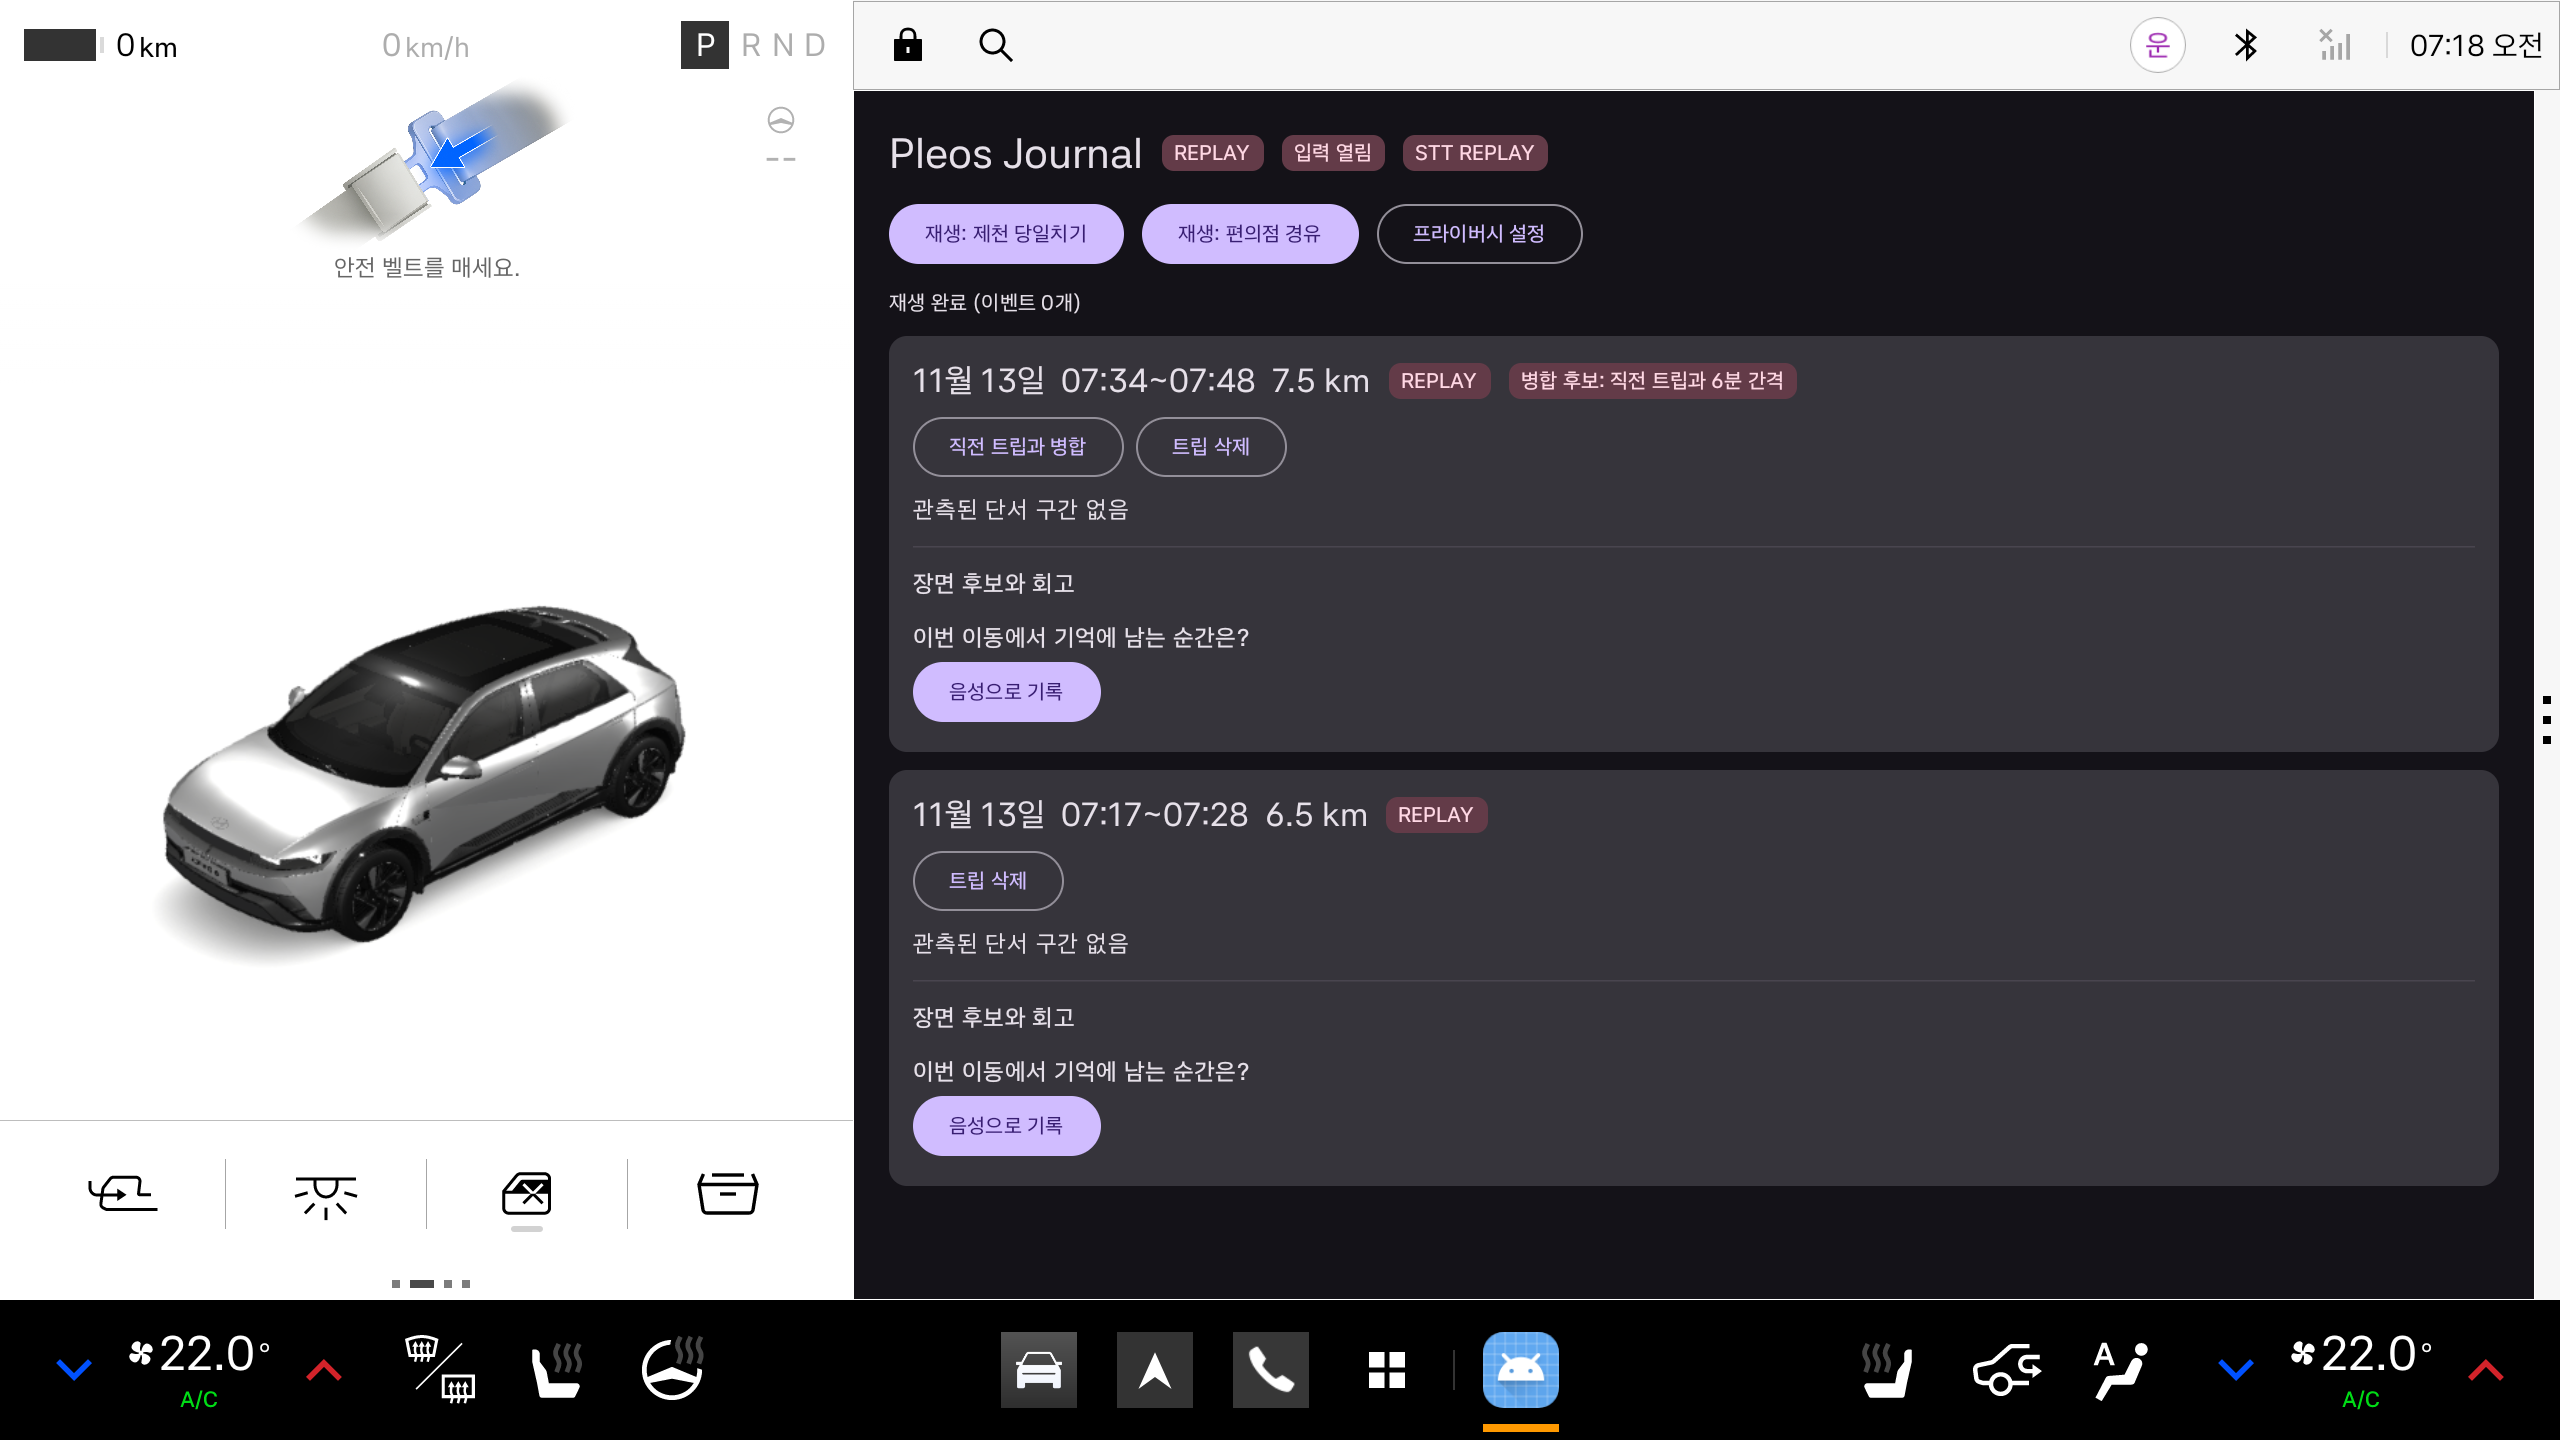 0 km
0 km/h
P R N D
안전 벨트를 매세요.
운
07:18 오전
Pleos Journal
REPLAY
입력 열림
STT REPLAY
재생: 제천 당일치기
재생: 편의점 경유
프라이버시 설정
재생 완료 (이벤트 0개)
11월 13일 07:34~07:48 7.5 km
REPLAY
병합 후보: 직전 트립과 6분 간격
직전 트립과 병합
트립 삭제
관측된 단서 구간 없음
장면 후보와 회고
이번 이동에서 기억에 남는 순간은?
음성으로 기록
11월 13일 07:17~07:28 6.5 km
REPLAY
트립 삭제
관측된 단서 구간 없음
장면 후보와 회고
이번 이동에서 기억에 남는 순간은?
음성으로 기록
22.0°
A/C
A
22.0°
A/C